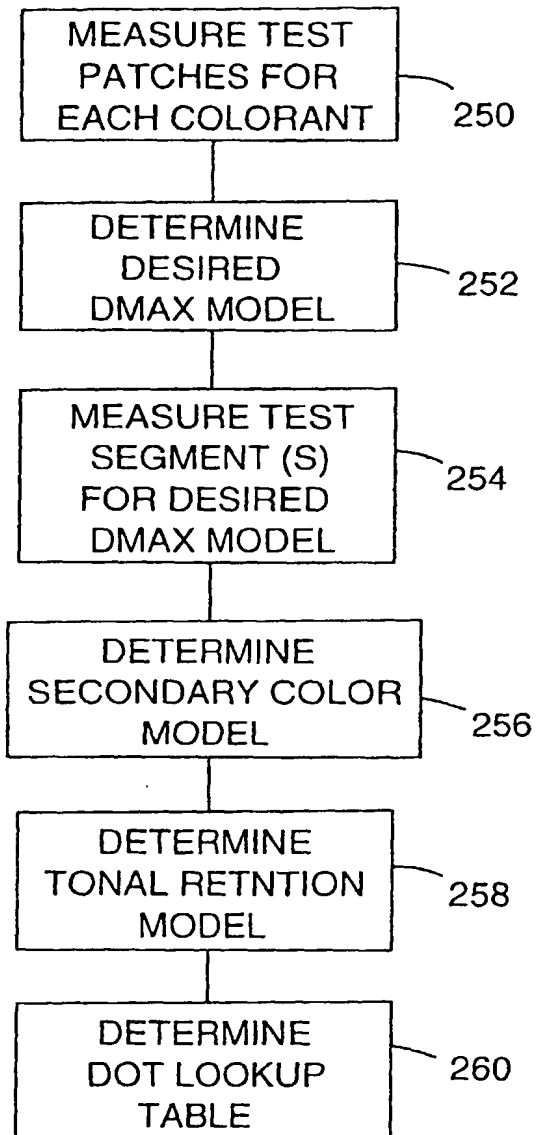 MEASURE TEST
PATCHES FOR
EACH COLORANT
250
DETERMINE
DESIRED
DMAX MODEL
252
MEASURE TEST
SEGMENT (S)
FOR DESIRED
DMAX MODEL
254
DETERMINE
SECONDARY COLOR
MODEL
256
DETERMINE
TONAL RETNTION
MODEL
258
DETERMINE
DOT LOOKUP
TABLE
260